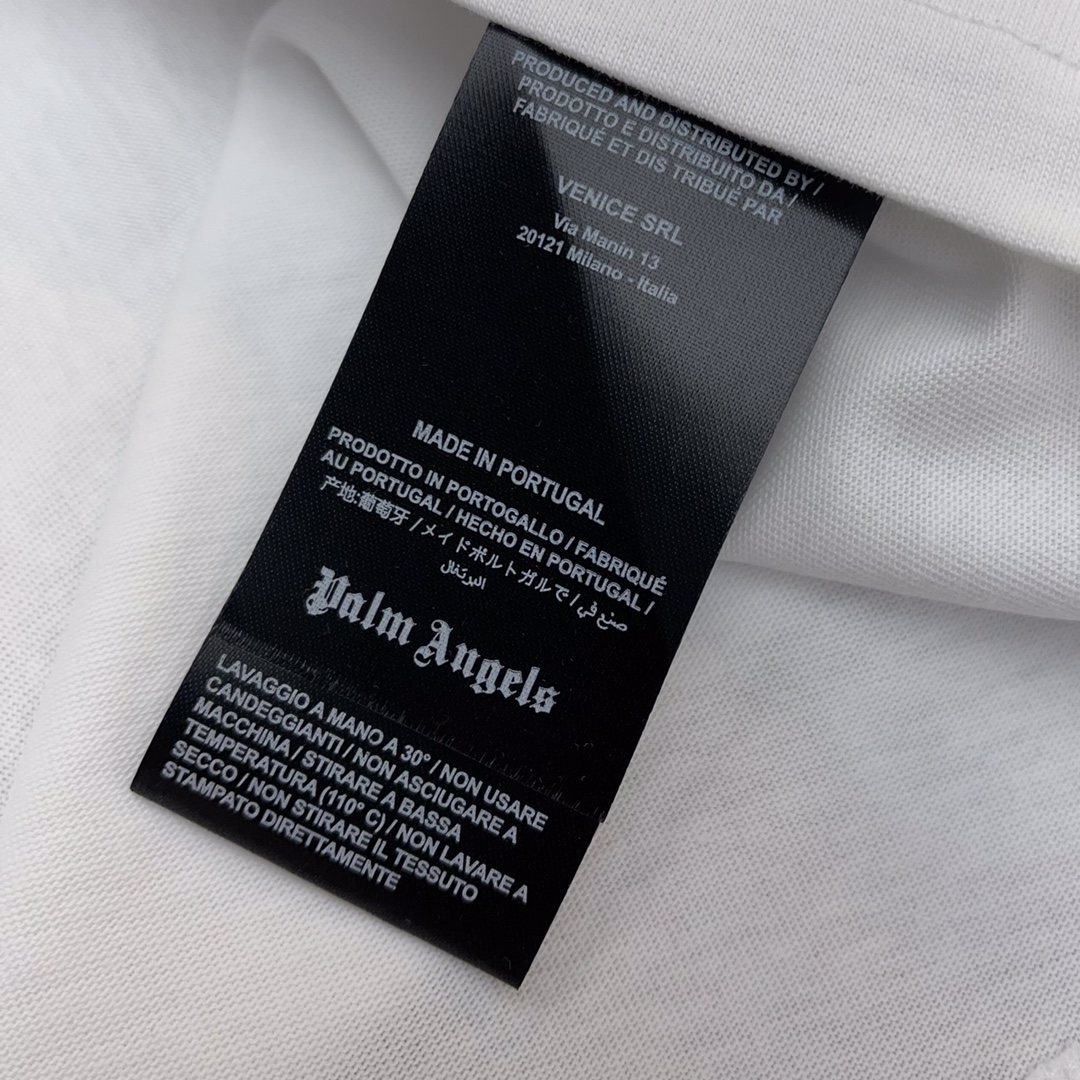 PRODUCED AND DISTRIBUTED BY /
PRODOTTO E DISTRIBUITO DA /
FABRIQUÉ ET DIS TRIBUÉ PAR
VENICE SRL
Via Manin 13
20121 Milano - Italia
MADE IN PORTUGAL
PRODOTTO IN PORTOGALLO / FABRIQUÉ
AU PORTUGAL / HECHO EN PORTUGAL /
产地:葡萄牙 / メイドポルトガルで / صنع في
البرتغال
Palm Angels
LAVAGGIO A MANO A 30° / NON USARE
CANDEGGIANTI / NON ASCIUGARE A
MACCHINA / STIRARE A BASSA
TEMPERATURA (110° C) / NON LAVARE A
SECCO / NON STIRARE IL TESSUTO
STAMPATO DIRETTAMENTE